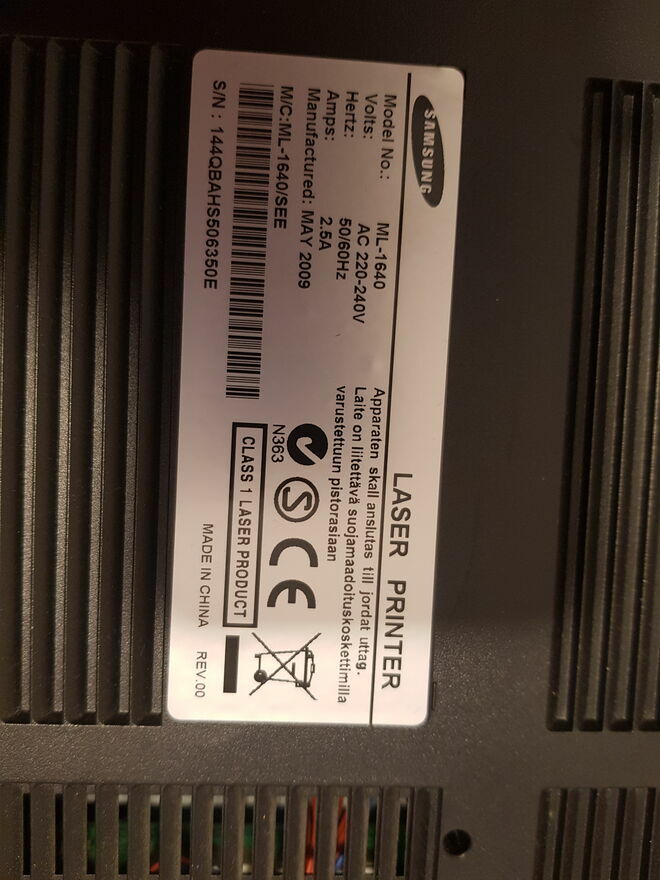 SAMSUNG
LASER PRINTER
Model No.: ML-1640
Volts: AC 220-240V
Hertz: 50/60Hz
Amps: 2.5A
Manufactured: MAY 2009
M/C:ML-1640/SEE
S/N : 144QBAHS506350E
Apparaten skall anslutas till jordat uttag.
Laite on liitettävä suojamaadoituskoskettimilla
varustettuun pistorasiaan
N363
S
CE
CLASS 1 LASER PRODUCT
MADE IN CHINA REV.00